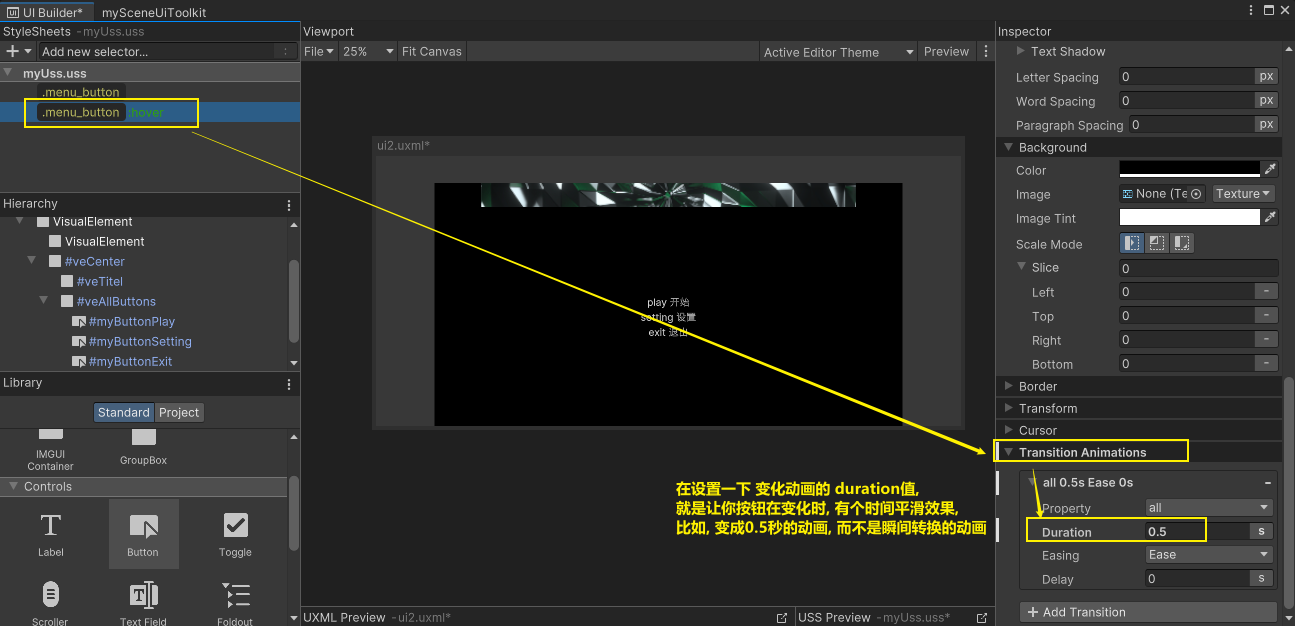 UI Builder*
mySceneUiToolkit
StyleSheets - myUss.uss
Add new selector...
myUss.uss
.menu_button
.menu_button :hover
Hierarchy
VisualElement
VisualElement
#veCenter
#veTitel
#veAllButtons
#myButtonPlay
#myButtonSetting
#myButtonExit
Library
Standard Project
IMGUI Container
GroupBox
Controls
Label
Button
Toggle
Scroller
Text Field
Foldout
Viewport
File 25% Fit Canvas
Active Editor Theme
Preview
ui2.uxml*
play 开始
setting 设置
exit 退出
在设置一下 变化动画的 duration值,
就是让你按钮在变化时, 有个时间平滑效果,
比如, 变成0.5秒的动画, 而不是瞬间转换的动画
UXML Preview - ui2.uxml*
USS Preview - myUss.uss*
Inspector
Text Shadow
Letter Spacing 0 px
Word Spacing 0 px
Paragraph Spacing 0 px
Background
Color
Image None (Te Texture
Image Tint
Scale Mode
Slice 0
Left 0 -
Top 0 -
Right 0 -
Bottom 0 -
Border
Transform
Cursor
Transition Animations
all 0.5s Ease 0s
Property all
Duration 0.5 s
Easing Ease
Delay 0 s
+ Add Transition